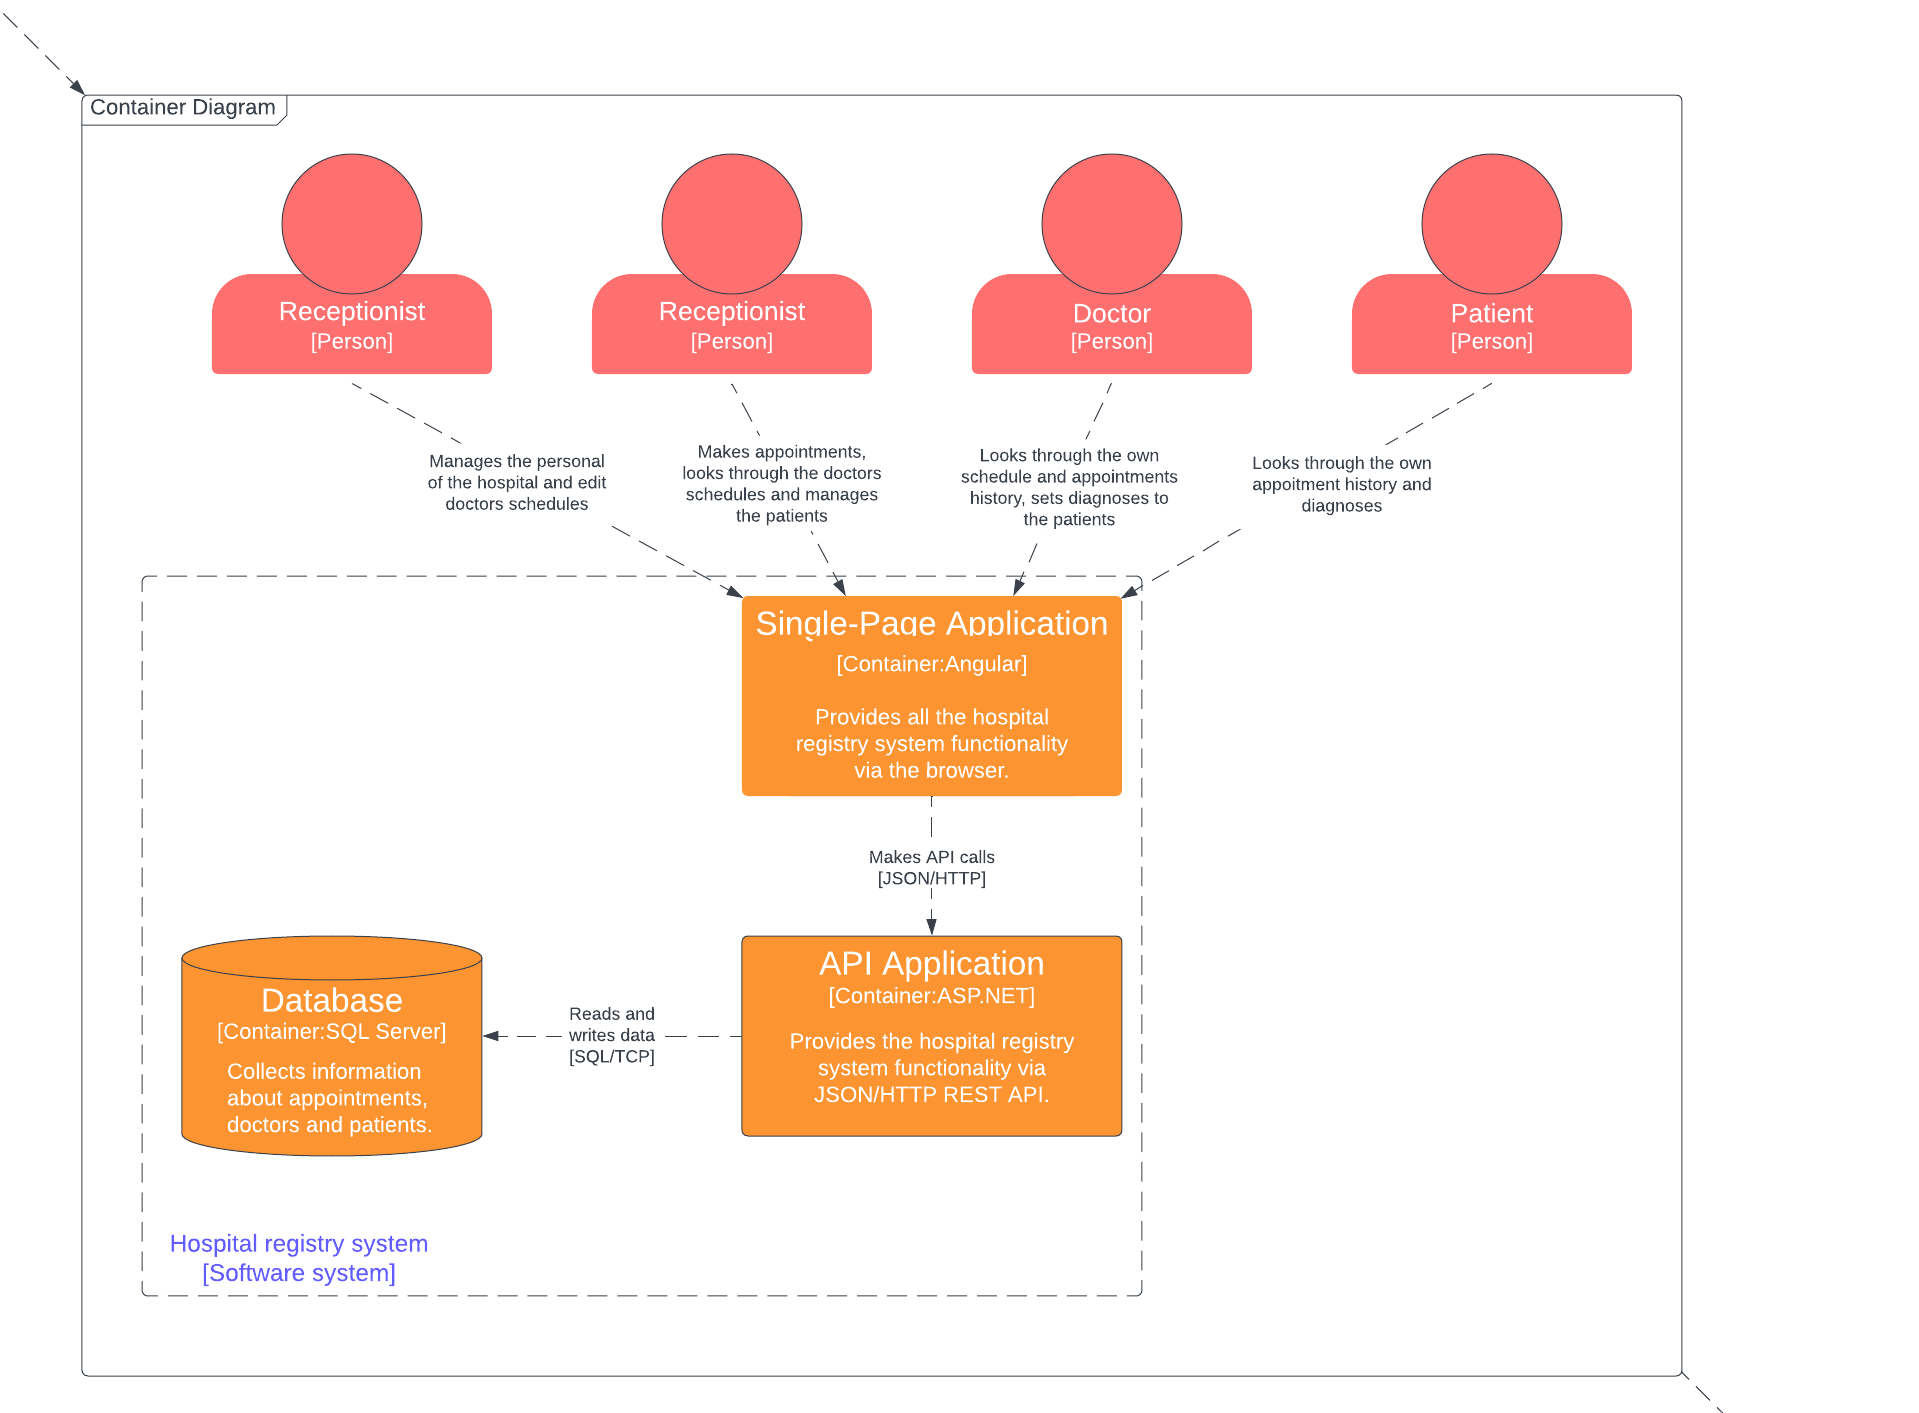 Container Diagram
Receptionist
[Person]
Receptionist
[Person]
Doctor
[Person]
Patient
[Person]
Manages the personal
of the hospital and edit
doctors schedules
Makes appointments,
looks through the doctors
schedules and manages
the patients
Looks through the own
schedule and appointments
history, sets diagnoses to
the patients
Looks through the own
appoitment history and
diagnoses
Single-Page Application
[Container:Angular]
Provides all the hospital
registry system functionality
via the browser.
Makes API calls
[JSON/HTTP]
API Application
[Container:ASP.NET]
Provides the hospital registry
system functionality via
JSON/HTTP REST API.
Reads and
writes data
[SQL/TCP]
Database
[Container:SQL Server]
Collects information
about appointments,
doctors and patients.
Hospital registry system
[Software system]